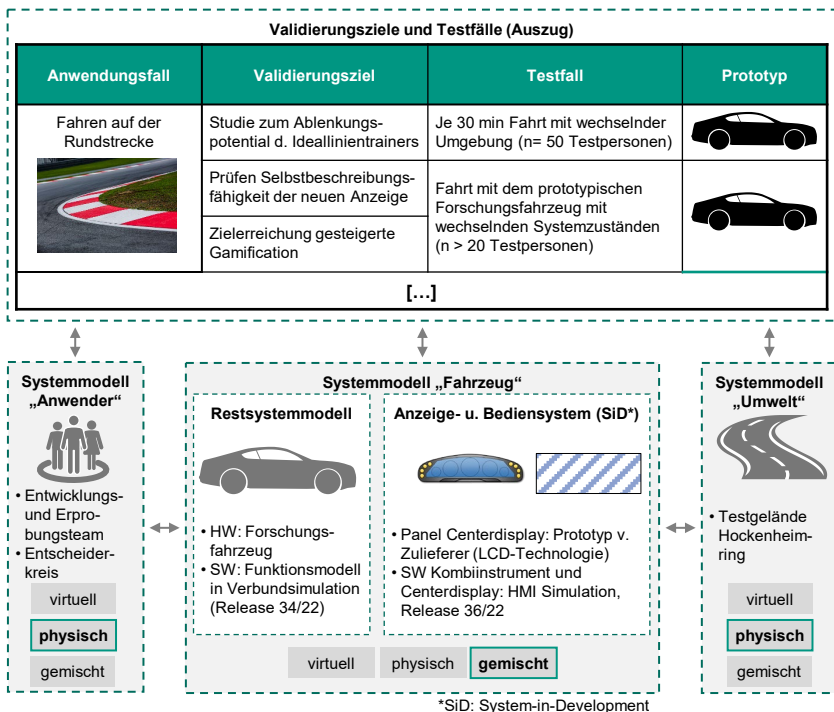 Validierungsziele und Testfälle (Auszug)
Anwendungsfall
Validierungsziel
Testfall
Prototyp
Fahren auf der
Rundstrecke
Studie zum Ablenkungs-
potential d. Ideallinientrainers
Je 30 min Fahrt mit wechselnder
Umgebung (n= 50 Testpersonen)
Prüfen Selbstbeschreibungs-
fähigkeit der neuen Anzeige
Zielerreichung gesteigerte
Gamification
Fahrt mit dem prototypischen
Forschungsfahrzeug mit
wechselnden Systemzuständen
(n > 20 Testpersonen)
[...]
Systemmodell
„Anwender“
• Entwicklungs-
und Erpro-
bungsteam
• Entscheider-
kreis
virtuell
physisch
gemischt
Systemmodell „Fahrzeug“
Restsystemmodell
• HW: Forschungs-
fahrzeug
• SW: Funktionsmodell
in Verbundsimulation
(Release 34/22)
Anzeige- u. Bediensystem (SiD*)
• Panel Centerdisplay: Prototyp v.
Zulieferer (LCD-Technologie)
• SW Kombiinstrument und
Centerdisplay: HMI Simulation,
Release 36/22
virtuell
physisch
gemischt
Systemmodell
„Umwelt“
• Testgelände
Hockenheim-
ring
virtuell
physisch
gemischt
*SiD: System-in-Development